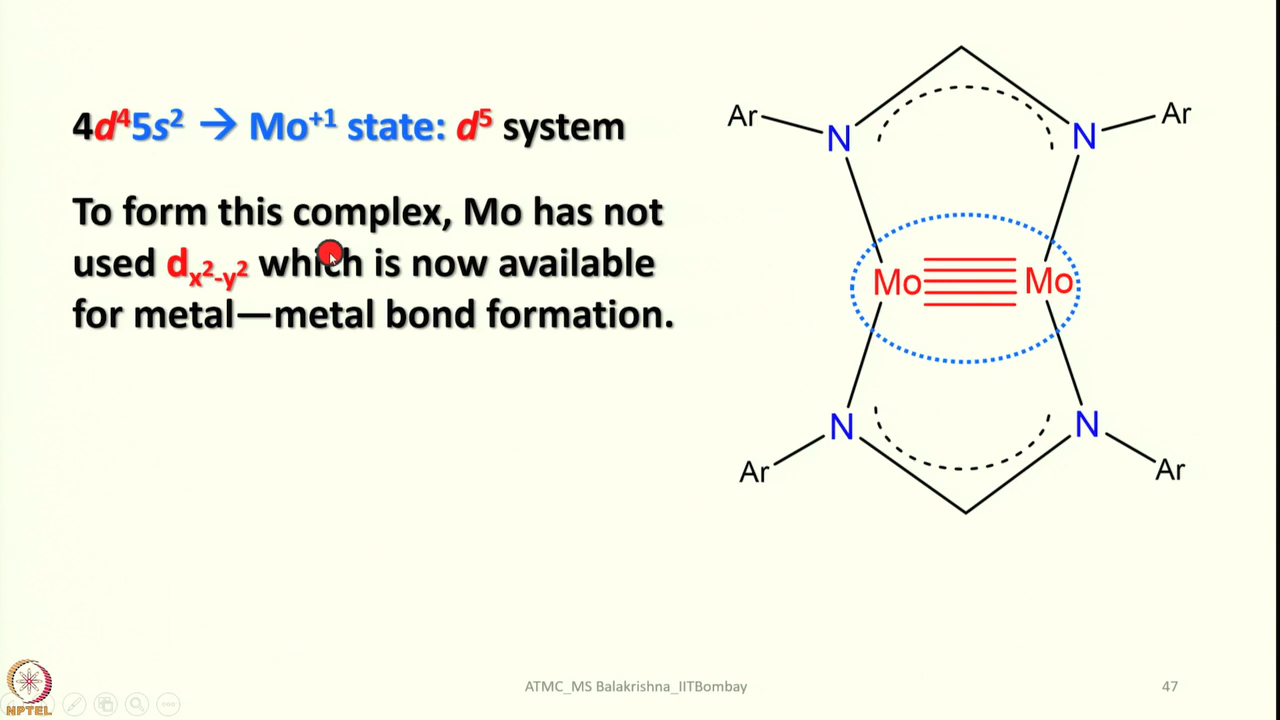 4d⁴5s² → Mo⁺¹ state: d⁵ system
To form this complex, Mo has not
used dx²-y² which is now available
for metal—metal bond formation.
Ar N N Ar
Mo Mo
N N
Ar Ar
NPTEL
ATMC_MS Balakrishna_IITBombay
47